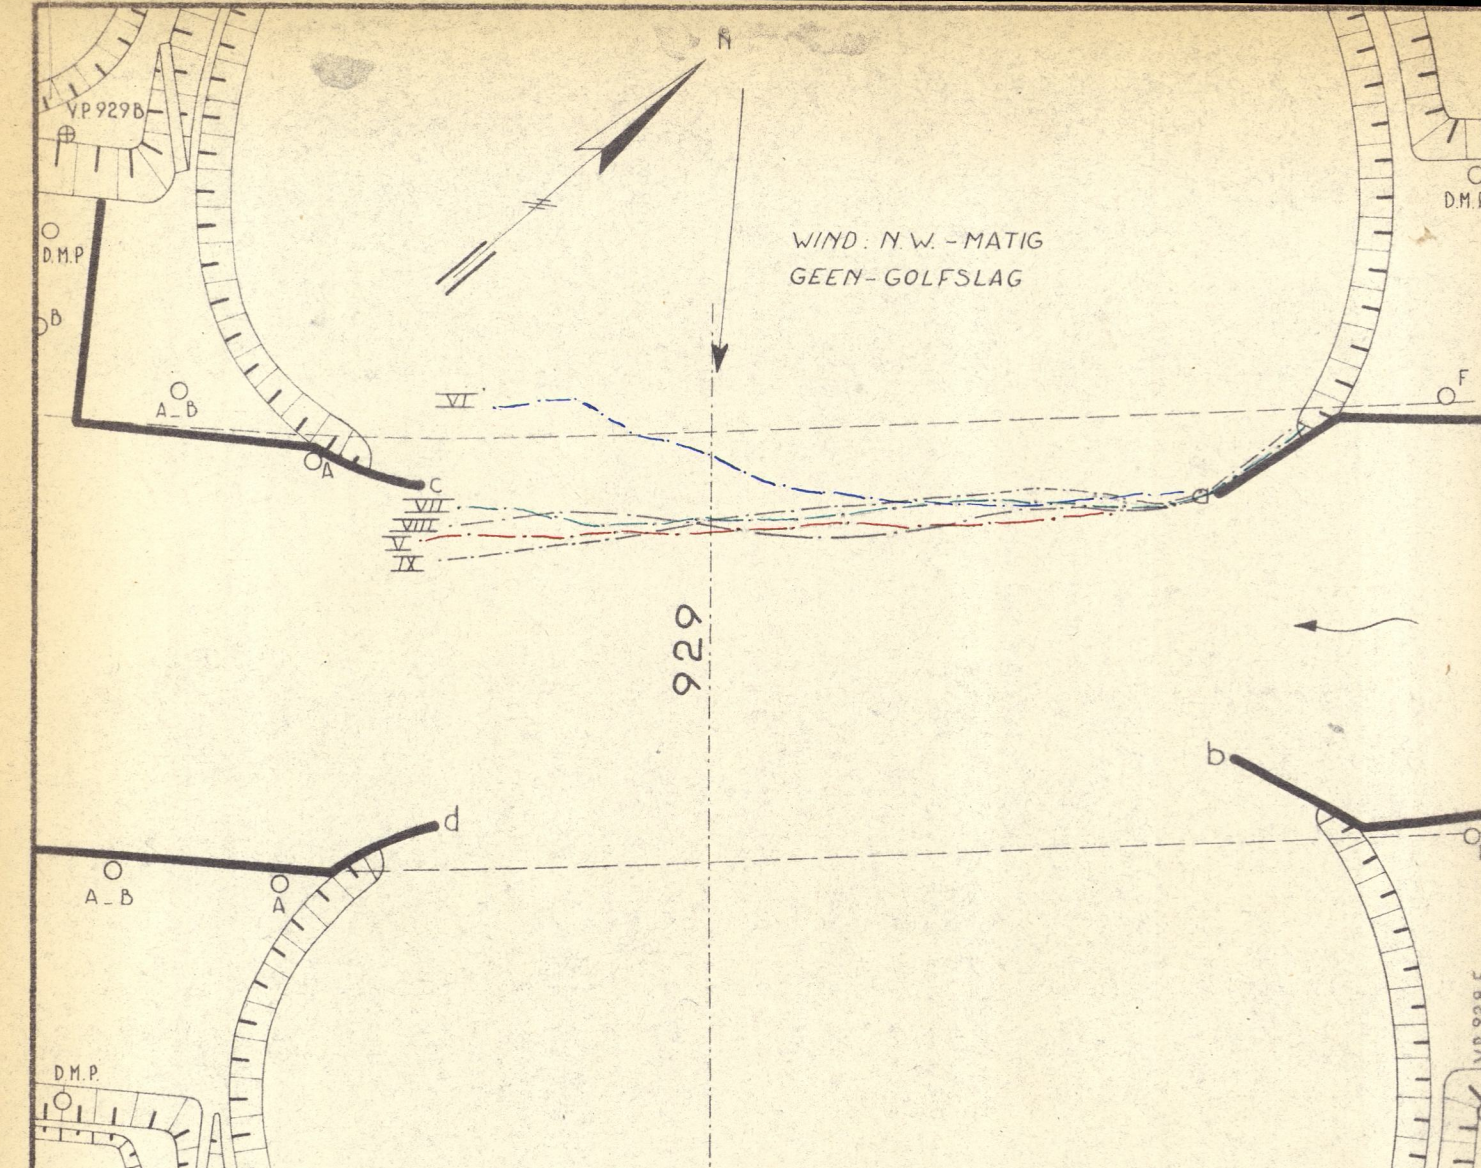 N
V.P. 929B
D.M.P
WIND: N.W. - MATIG
GEEN-GOLFSLAG
D.M.P
B
VI
F
A_B
A
c
VII
a
VIII
V
IX
929
b
d
A_B
A
D.M.P.